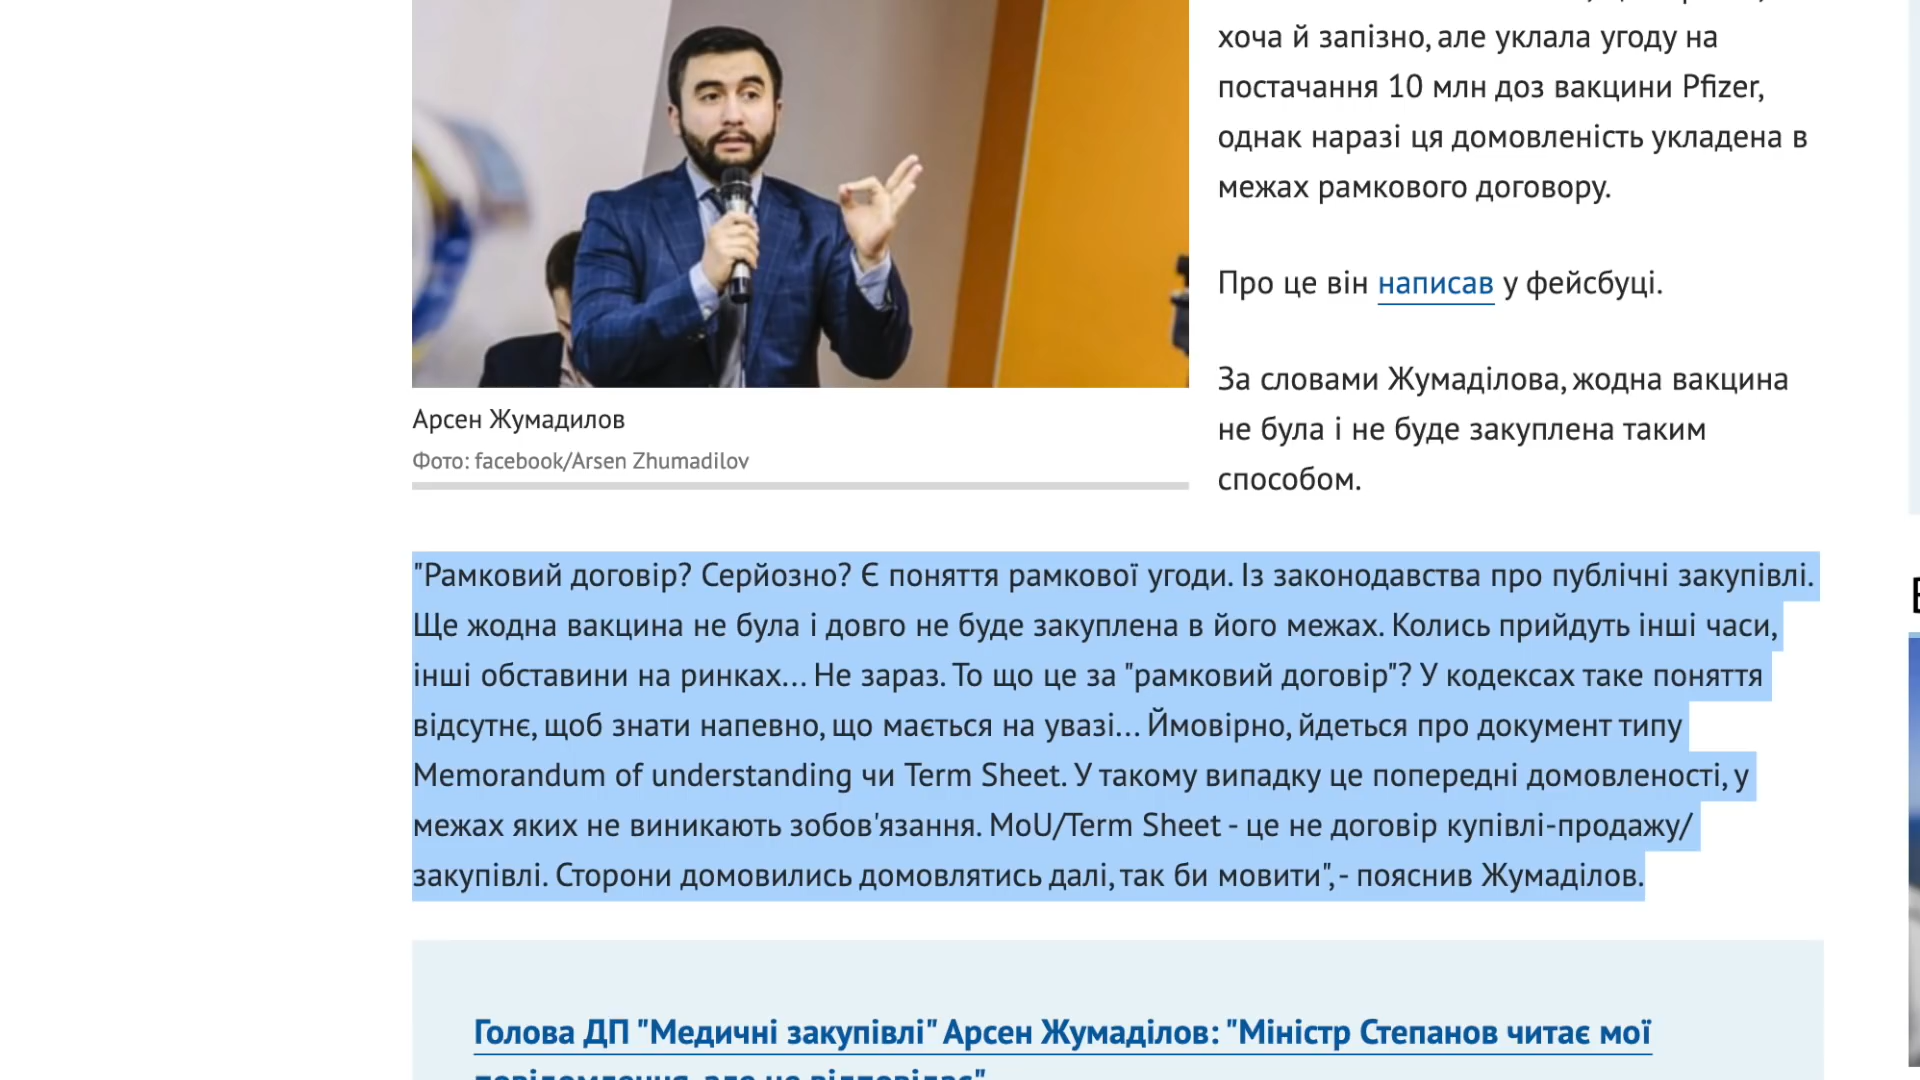 хоча й запізно, але уклала угоду на
постачання 10 млн доз вакцини Pfizer,
однак наразі ця домовленість укладена в
межах рамкового договору.
Про це він написав у фейсбуці.
За словами Жумаділова, жодна вакцина
не була і не буде закуплена таким
способом.
Арсен Жумадилов
Фото: facebook/Arsen Zhumadilov
"Рамковий договір? Серйозно? Є поняття рамкової угоди. Із законодавства про публічні закупівлі.
Ще жодна вакцина не була і довго не буде закуплена в його межах. Колись прийдуть інші часи,
інші обставини на ринках... Не зараз. То що це за "рамковий договір"? У кодексах таке поняття
відсутнє, щоб знати напевно, що мається на увазі... Ймовірно, йдеться про документ типу
Memorandum of understanding чи Term Sheet. У такому випадку це попередні домовленості, у
межах яких не виникають зобов'язання. MoU/Term Sheet - це не договір купівлі-продажу/
закупівлі. Сторони домовились домовлятись далі, так би мовити", - пояснив Жумаділов.
Голова ДП "Медичні закупівлі" Арсен Жумаділов: "Міністр Степанов читає мої
повідомлення, але не відповідає"